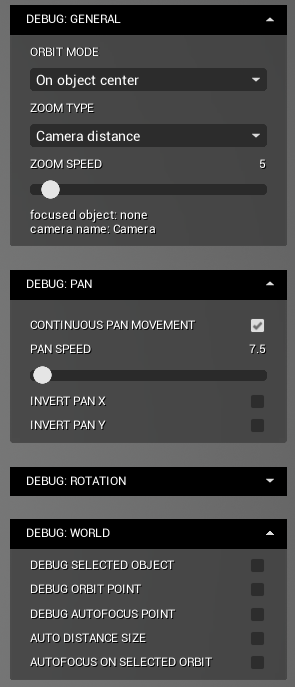 DEBUG: GENERAL
ORBIT MODE
On object center
ZOOM TYPE
Camera distance
ZOOM SPEED 5
focused object: none
camera name: Camera
DEBUG: PAN
CONTINUOUS PAN MOVEMENT
PAN SPEED 7.5
INVERT PAN X
INVERT PAN Y
DEBUG: ROTATION
DEBUG: WORLD
DEBUG SELECTED OBJECT
DEBUG ORBIT POINT
DEBUG AUTOFOCUS POINT
AUTO DISTANCE SIZE
AUTOFOCUS ON SELECTED ORBIT